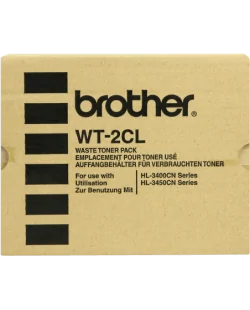 brother®
WT-2CL
WASTE TONER PACK
EMPLACEMENT POUR TONER USÉ
AUFFANGBEHÄLTER FÜR VERBRAUCHTEN TONER
For use with HL-3400CN Series
Utilisation HL-3450CN Series
Zur Benutzung Mit